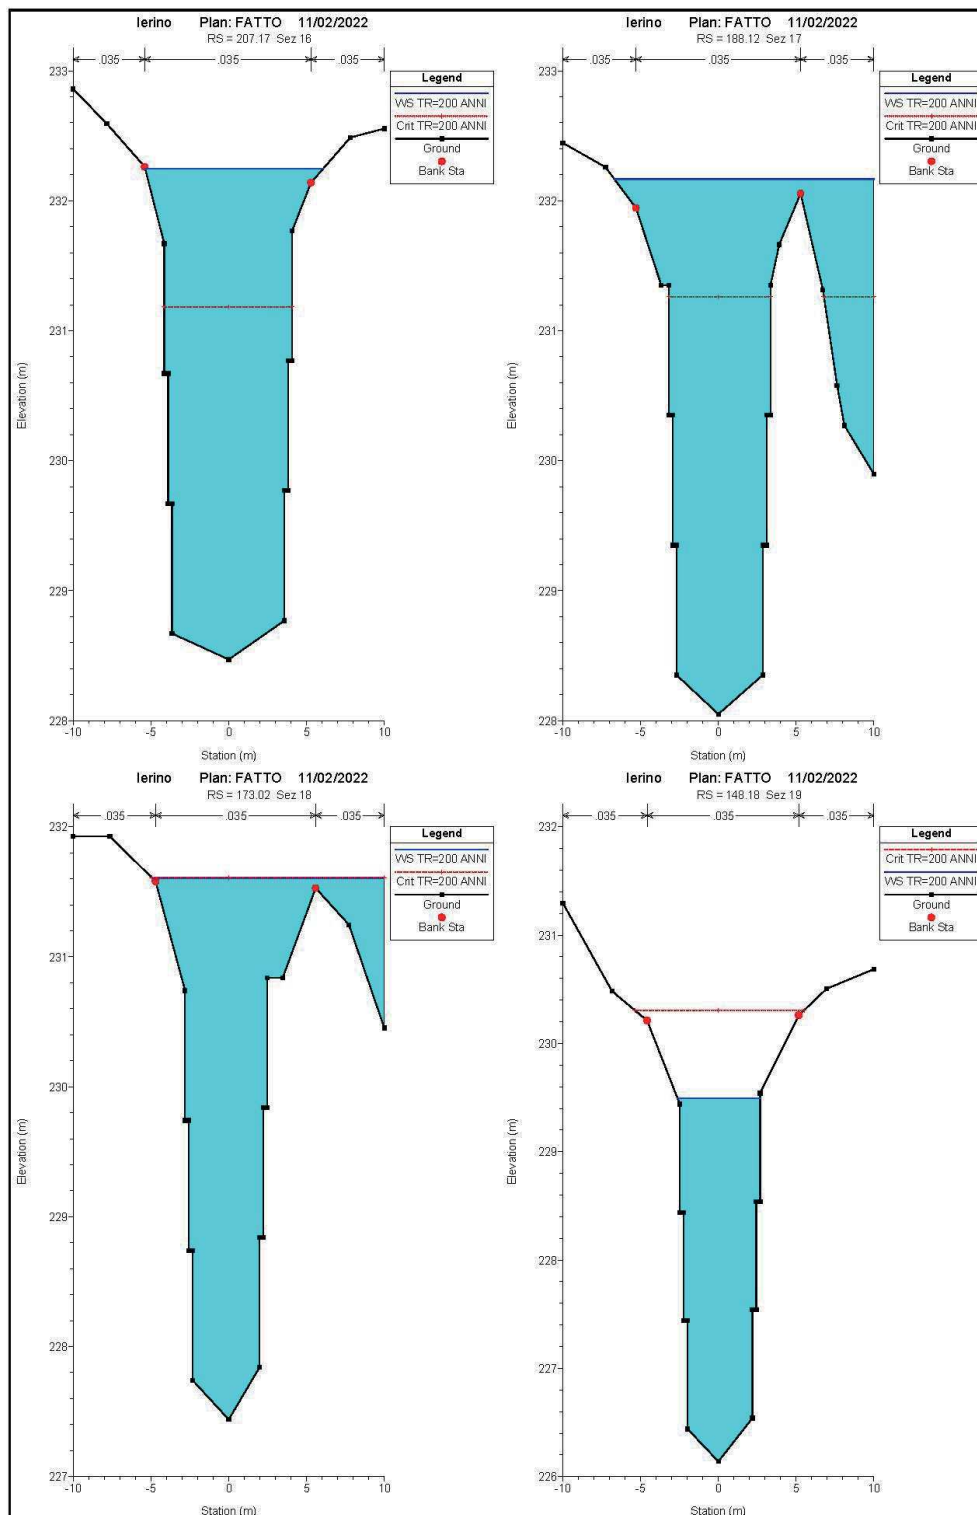 Ierino Plan: FATTO 11/02/2022
RS = 207.17 Sez 16
.035 .035 .035
Legend
WS TR=200 ANNI
Crit TR=200 ANNI
Ground
Bank Sta
Elevation (m)
233
232
231
230
229
228
-10 -5 0 5 10
Station (m)
Ierino Plan: FATTO 11/02/2022
RS = 188.12 Sez 17
.035 .035 .035
Legend
WS TR=200 ANNI
Crit TR=200 ANNI
Ground
Bank Sta
Elevation (m)
233
232
231
230
229
228
-10 -5 0 5 10
Station (m)
Ierino Plan: FATTO 11/02/2022
RS = 173.02 Sez 18
.035 .035 .035
Legend
WS TR=200 ANNI
Crit TR=200 ANNI
Ground
Bank Sta
Elevation (m)
232
231
230
229
228
227
-10 -5 0 5 10
Station (m)
Ierino Plan: FATTO 11/02/2022
RS = 148.18 Sez 19
.035 .035 .035
Legend
Crit TR=200 ANNI
WS TR=200 ANNI
Ground
Bank Sta
Elevation (m)
232
231
230
229
228
227
226
-10 -5 0 5 10
Station (m)